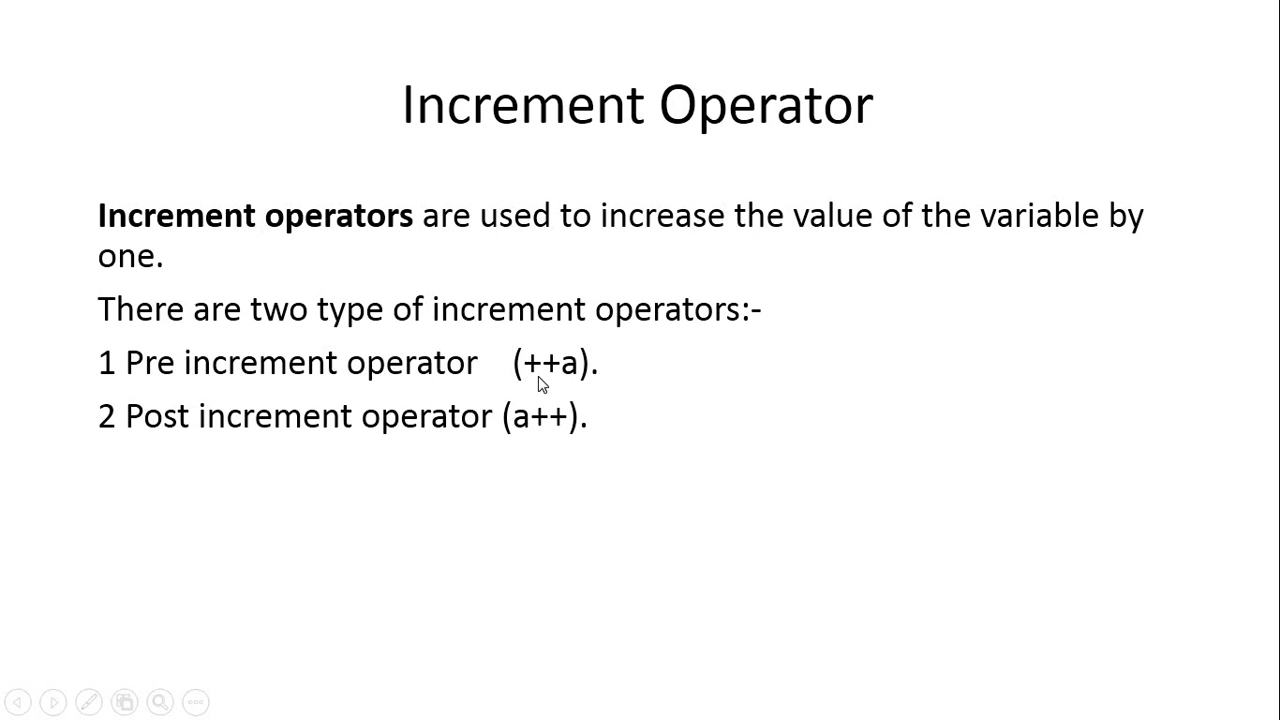 Increment Operator
Increment operators are used to increase the value of the variable by
one.
There are two type of increment operators:-
1 Pre increment operator (++a).
2 Post increment operator (a++).